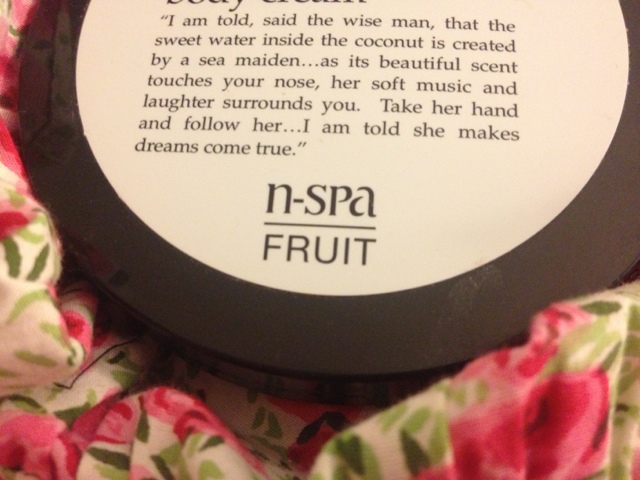 body cream
"I am told, said the wise man, that the
sweet water inside the coconut is created
by a sea maiden...as its beautiful scent
touches your nose, her soft music and
laughter surrounds you. Take her hand
and follow her...I am told she makes
dreams come true."
n-spa
FRUIT